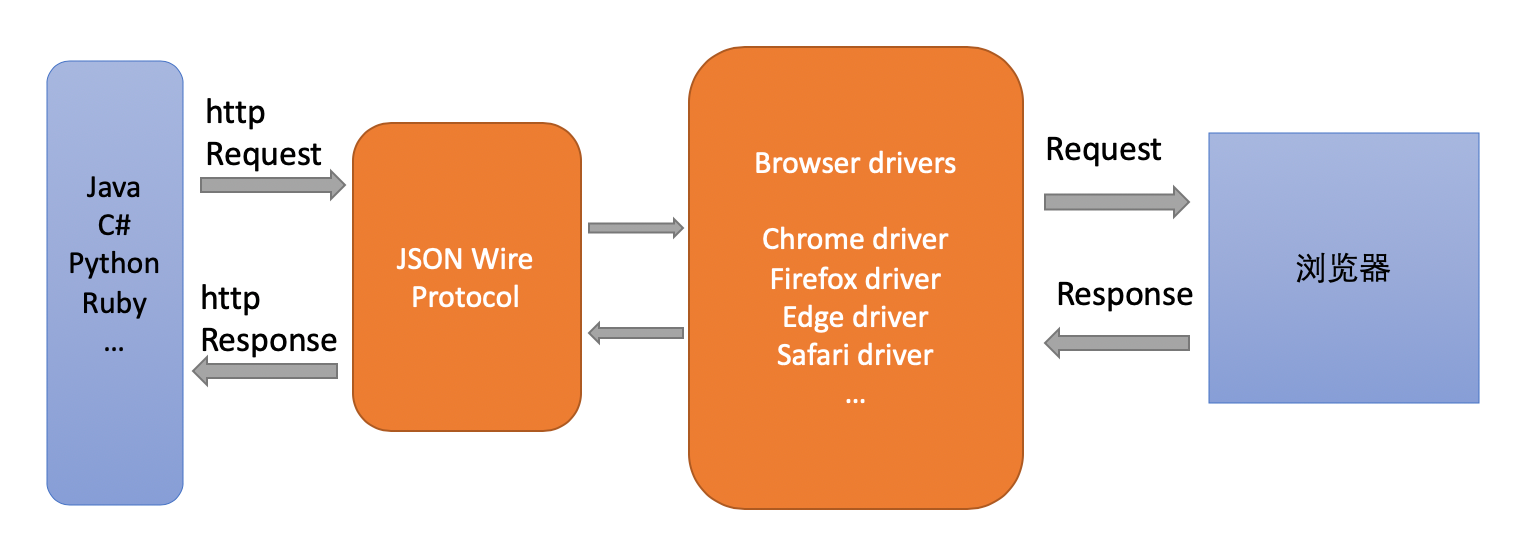 Java
C#
Python
Ruby
...
http
Request
http
Response
JSON Wire
Protocol
Browser drivers
Chrome driver
Firefox driver
Edge driver
Safari driver
...
Request
Response
浏览器